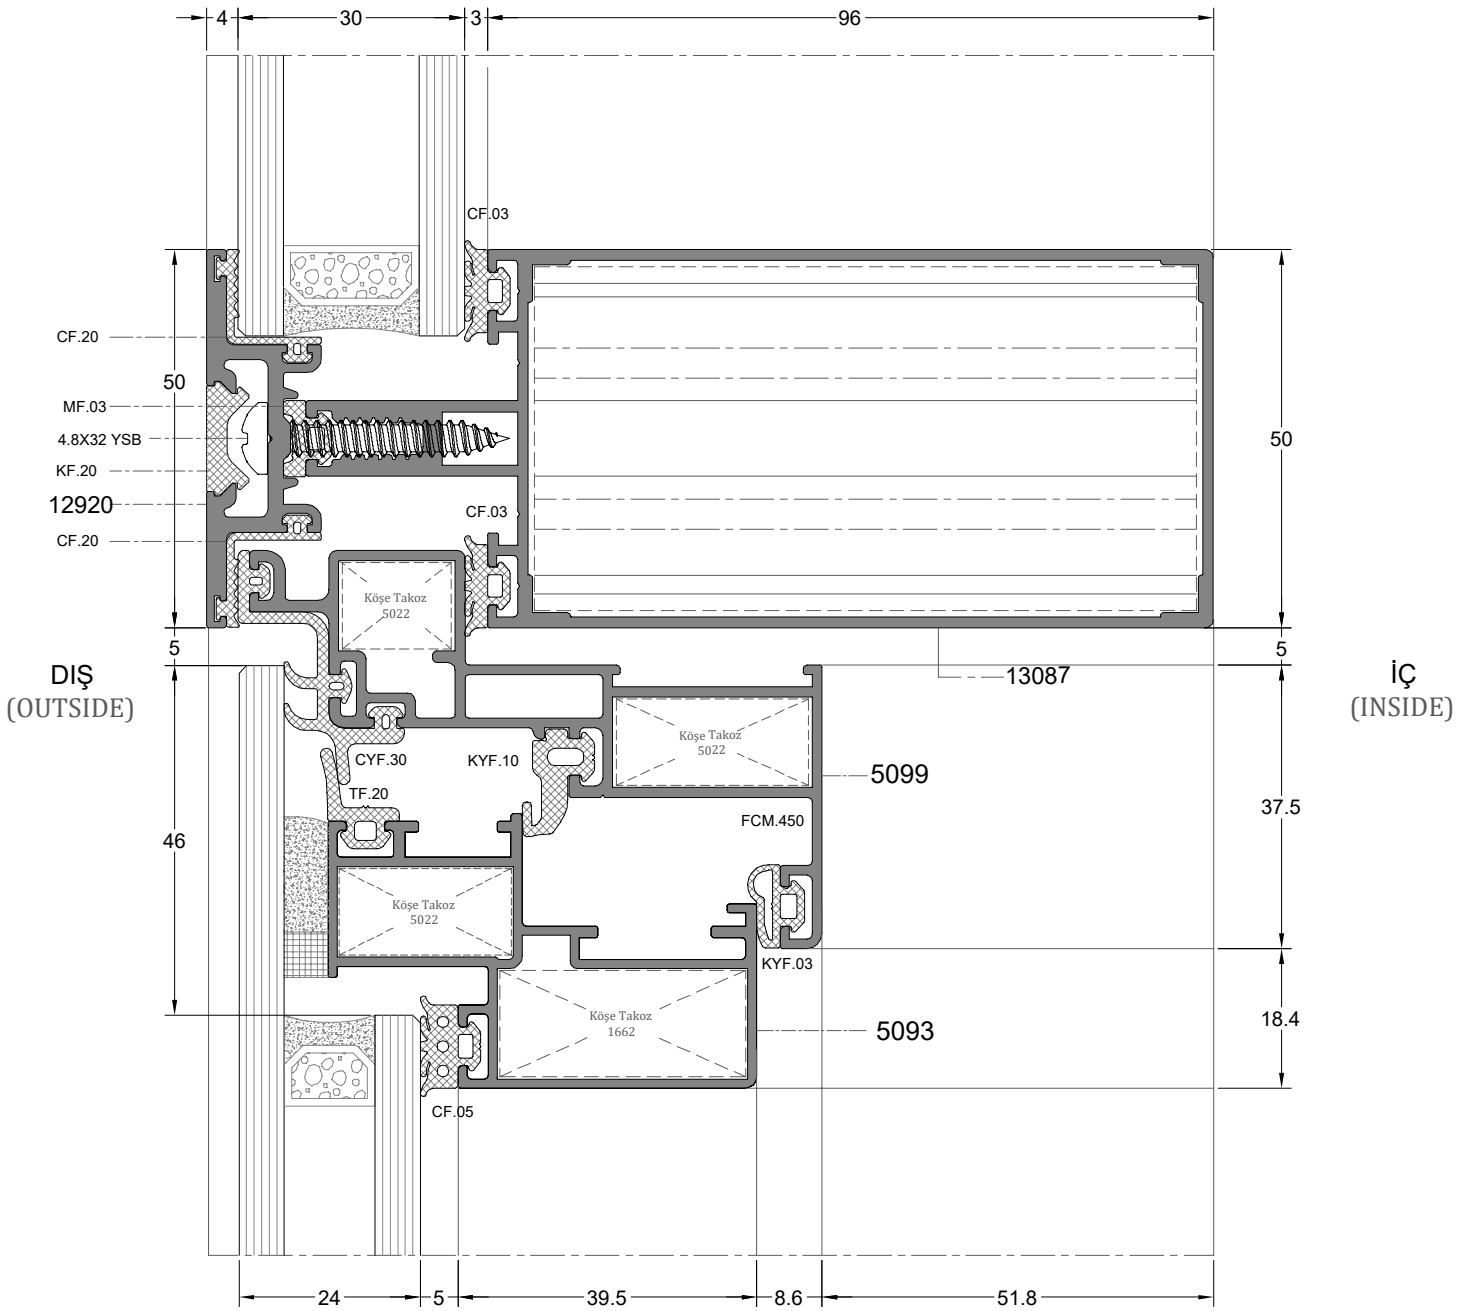 4
30
3
96
CF.03
CF.20
50
MF.03
4.8X32 YSB
KF.20
12920
CF.20
CF.03
50
Köşe Takoz
5022
5
5
DIŞ
(OUTSIDE)
13087
İÇ
(INSIDE)
Köşe Takoz
5022
CYF.30
KYF.10
5099
TF.20
FCM.450
37.5
46
Köşe Takoz
5022
KYF.03
Köşe Takoz
1662
5093
18.4
CF.05
24
5
39.5
8.6
51.8